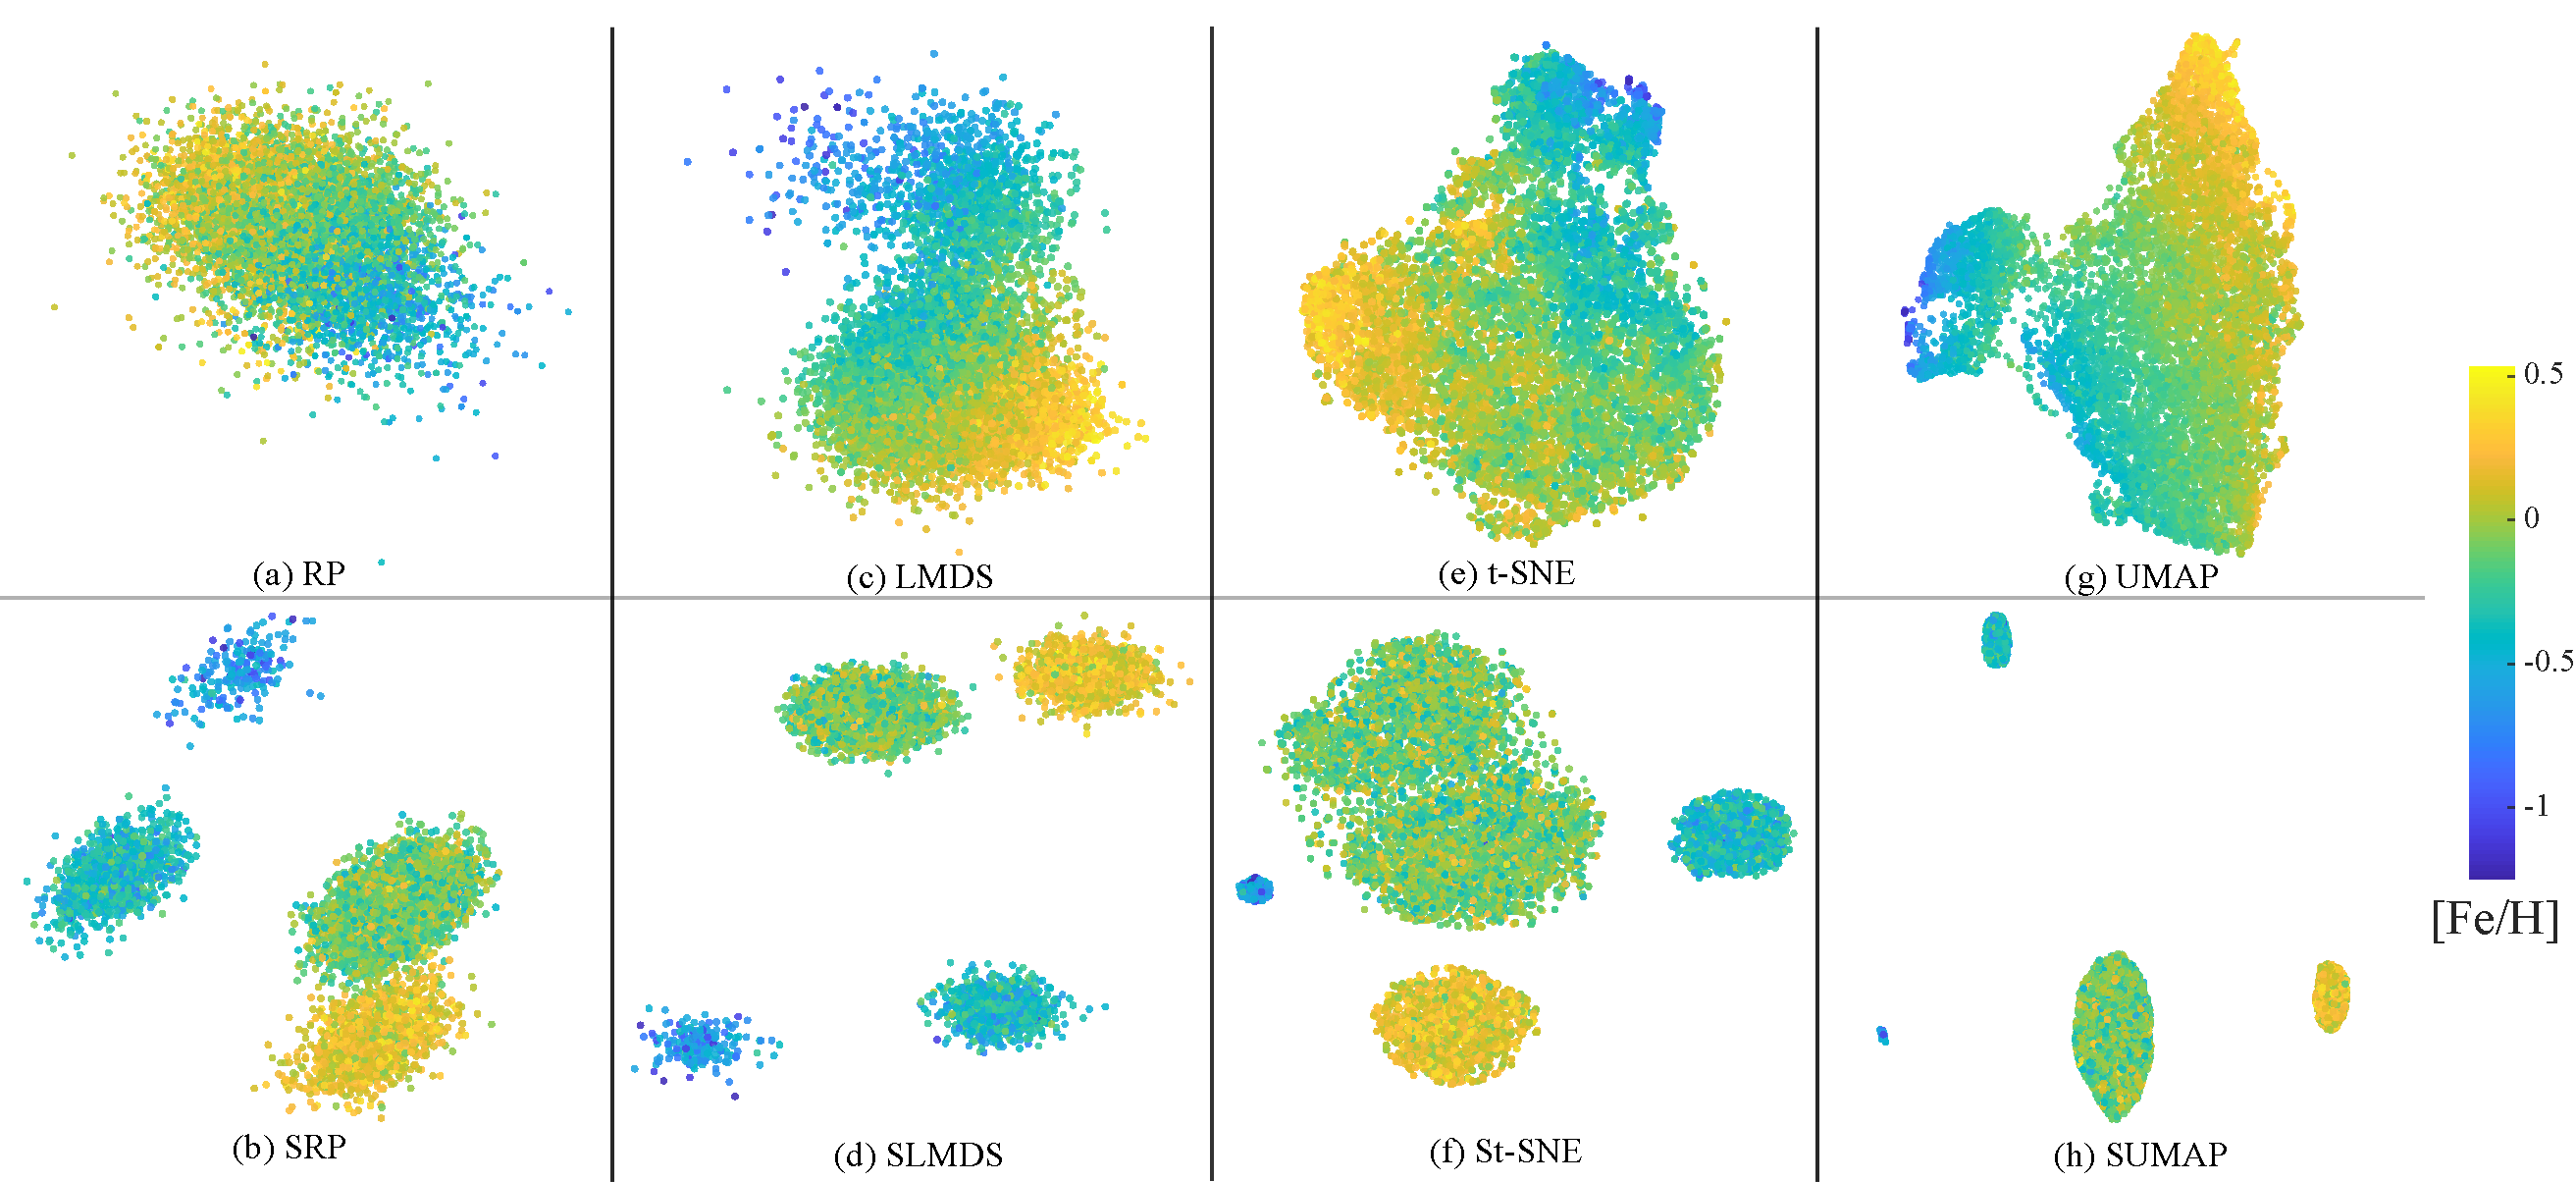 (a) RP
(c) LMDS
(e) t-SNE
(g) UMAP
0.5
0
-0.5
-1
[Fe/H]
(b) SRP
(d) SLMDS
(f) St-SNE
(h) SUMAP